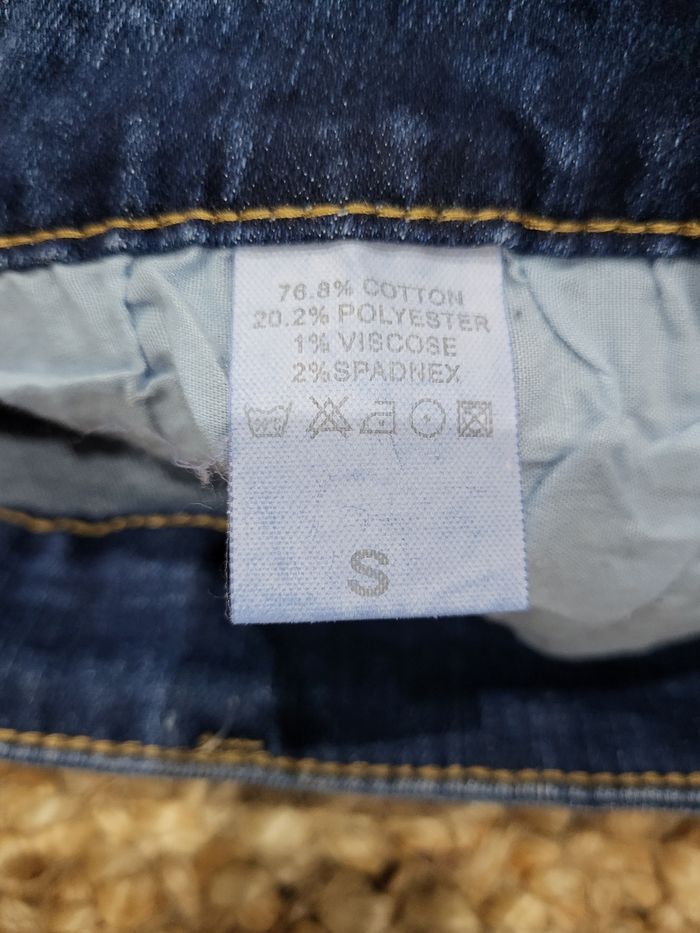 76.8% COTTON
20.2% POLYESTER
1% VISCOSE
2%SPADNEX
S